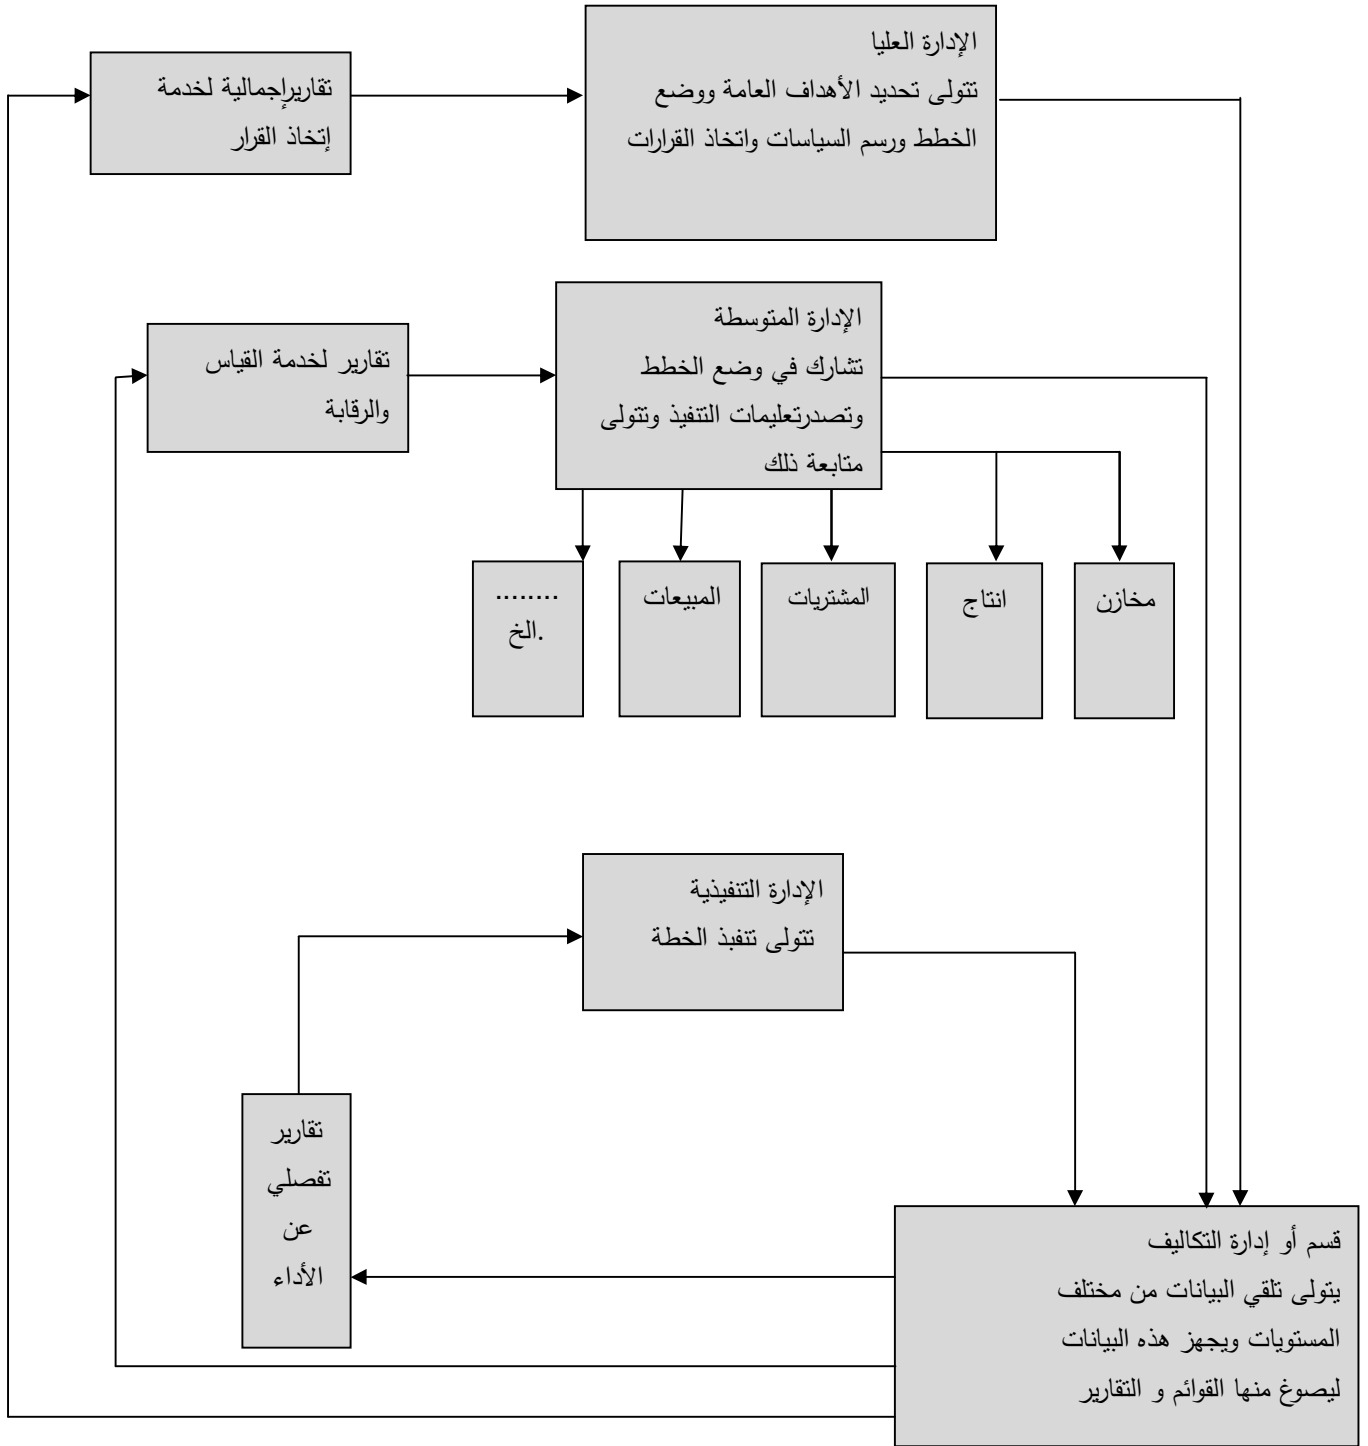 الإدارة العليا
تتولى تحديد الأهداف العامة ووضع
الخطط ورسم السياسات واتخاذ القرارات
تقاريرإجمالية لخدمة
إتخاذ القرار
الإدارة المتوسطة
تشارك في وضع الخطط
وتصدرتعليمات التنفيذ وتتولى
متابعة ذلك
تقارير لخدمة القياس
والرقابة
مخازن
انتاج
المشتريات
المبيعات
........
.الخ
الإدارة التنفيذية
تتولى تنفبذ الخطة
تقارير
تفصلي
عن
الأداء
قسم أو إدارة التكاليف
يتولى تلقي البيانات من مختلف
المستويات ويجهز هذه البيانات
ليصوغ منها القوائم و التقارير